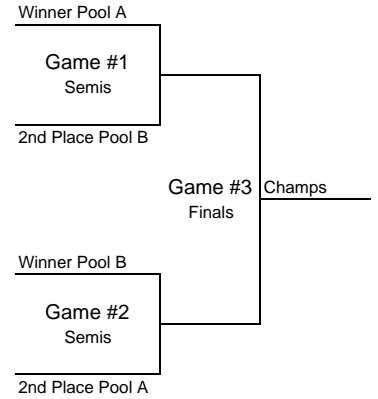 Winner Pool A
Game #1
Semis
2nd Place Pool B
Game #3
Finals
Champs
Winner Pool B
Game #2
Semis
2nd Place Pool A